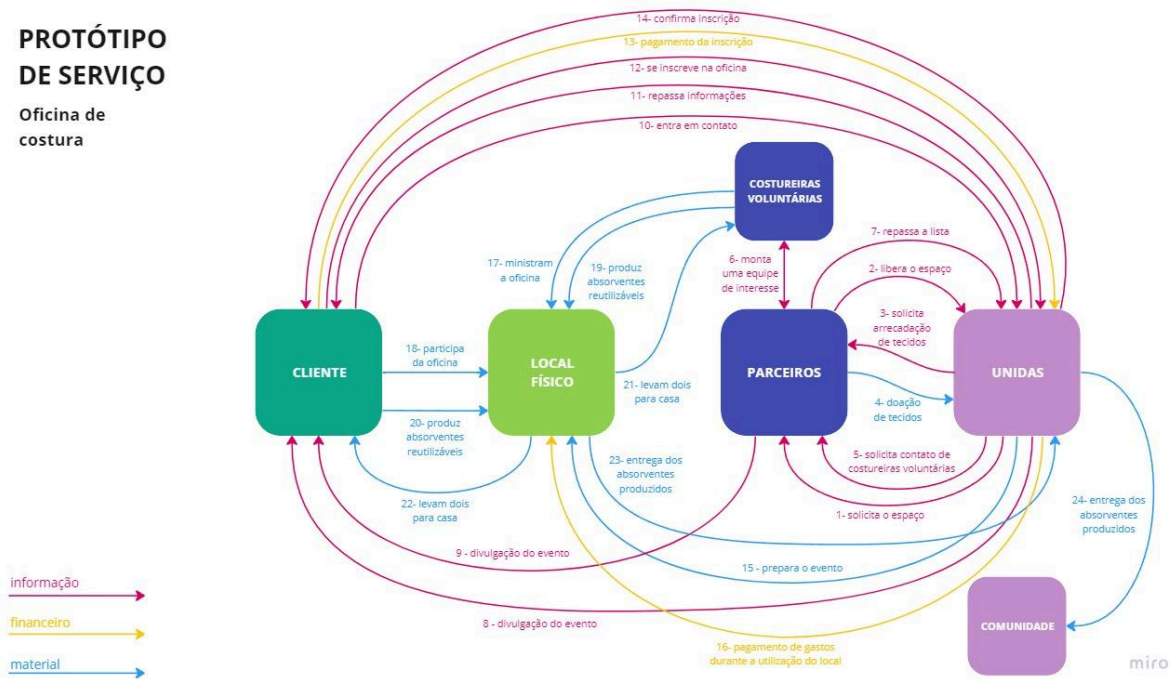 PROTÓTIPO
DE SERVIÇO
Oficina de
costura
14- confirma inscrição
13- pagamento da inscrição
12- se inscreve na oficina
11- repassa informações
10- entra em contato
COSTUREIRAS
VOLUNTÁRIAS
7- repassa a lista
17- ministram
a oficina
19- produz
absorventes
reutilizáveis
6- monta
uma equipe
de interesse
2- libera o espaço
3- solicita
arrecadação
de tecidos
CLIENTE
18- participa
da oficina
LOCAL
FÍSICO
21- levam dois
para casa
PARCEIROS
4- doação
de tecidos
UNIDAS
20- produz
absorventes
reutilizáveis
22- levam dois
para casa
23- entrega dos
absorventes
produzidos
5- solicita contato de
costureiras voluntárias
1- solicita o espaço
24- entrega dos
absorventes
produzidos
9 - divulgação do evento
15 - prepara o evento
8 - divulgação do evento
16- pagamento de gastos
durante a utilização do local
COMUNIDADE
informação
financeiro
material
miro